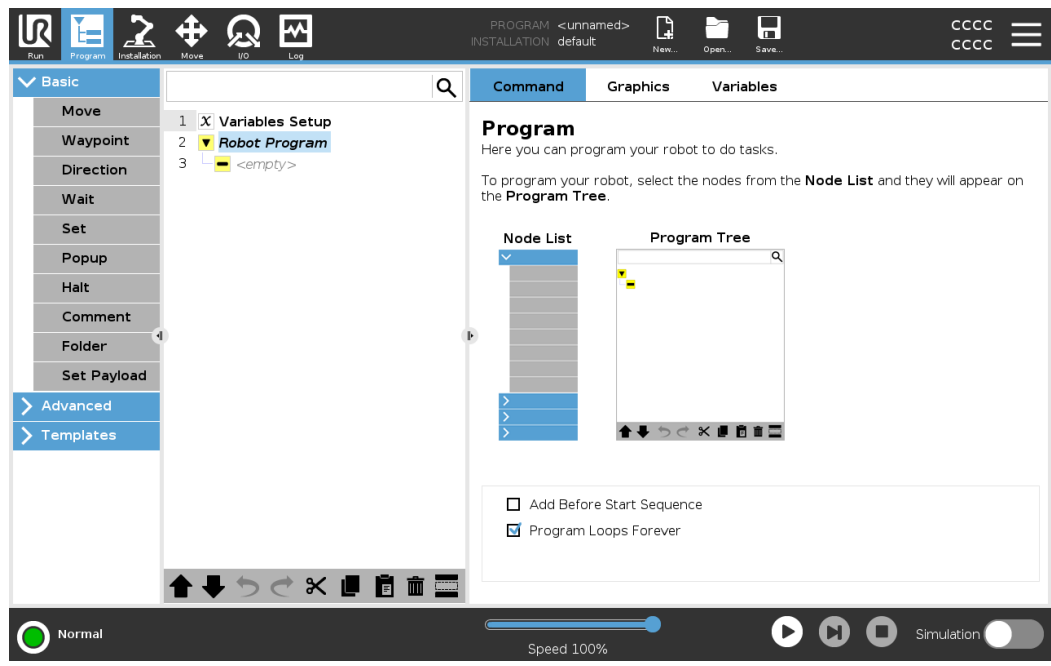 Run
Program
Installation
Move
I/O
Log
PROGRAM <unnamed>
INSTALLATION default
New...
Open...
Save...
CCCC
CCCC
Basic
Move
Waypoint
Direction
Wait
Set
Popup
Halt
Comment
Folder
Set Payload
Advanced
Templates
1 X Variables Setup
2 Robot Program
3 <empty>
Command
Graphics
Variables
Program
Here you can program your robot to do tasks.
To program your robot, select the nodes from the Node List and they will appear on
the Program Tree.
Node List
Program Tree
Add Before Start Sequence
Program Loops Forever
Normal
Speed 100%
Simulation